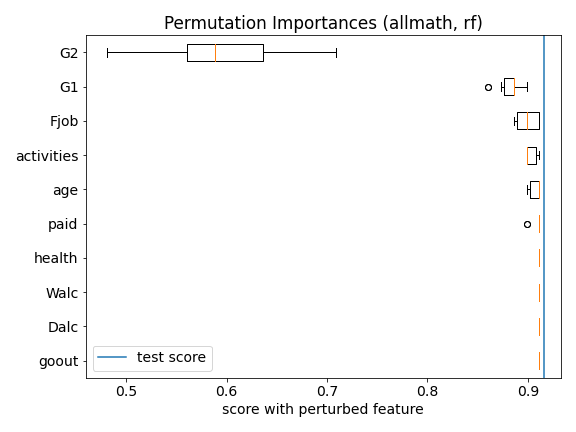 Permutation Importances (allmath, rf)
G2
G1
Fjob
activities
age
paid
health
Walc
Dalc
goout
test score
0.5 0.6 0.7 0.8 0.9
score with perturbed feature